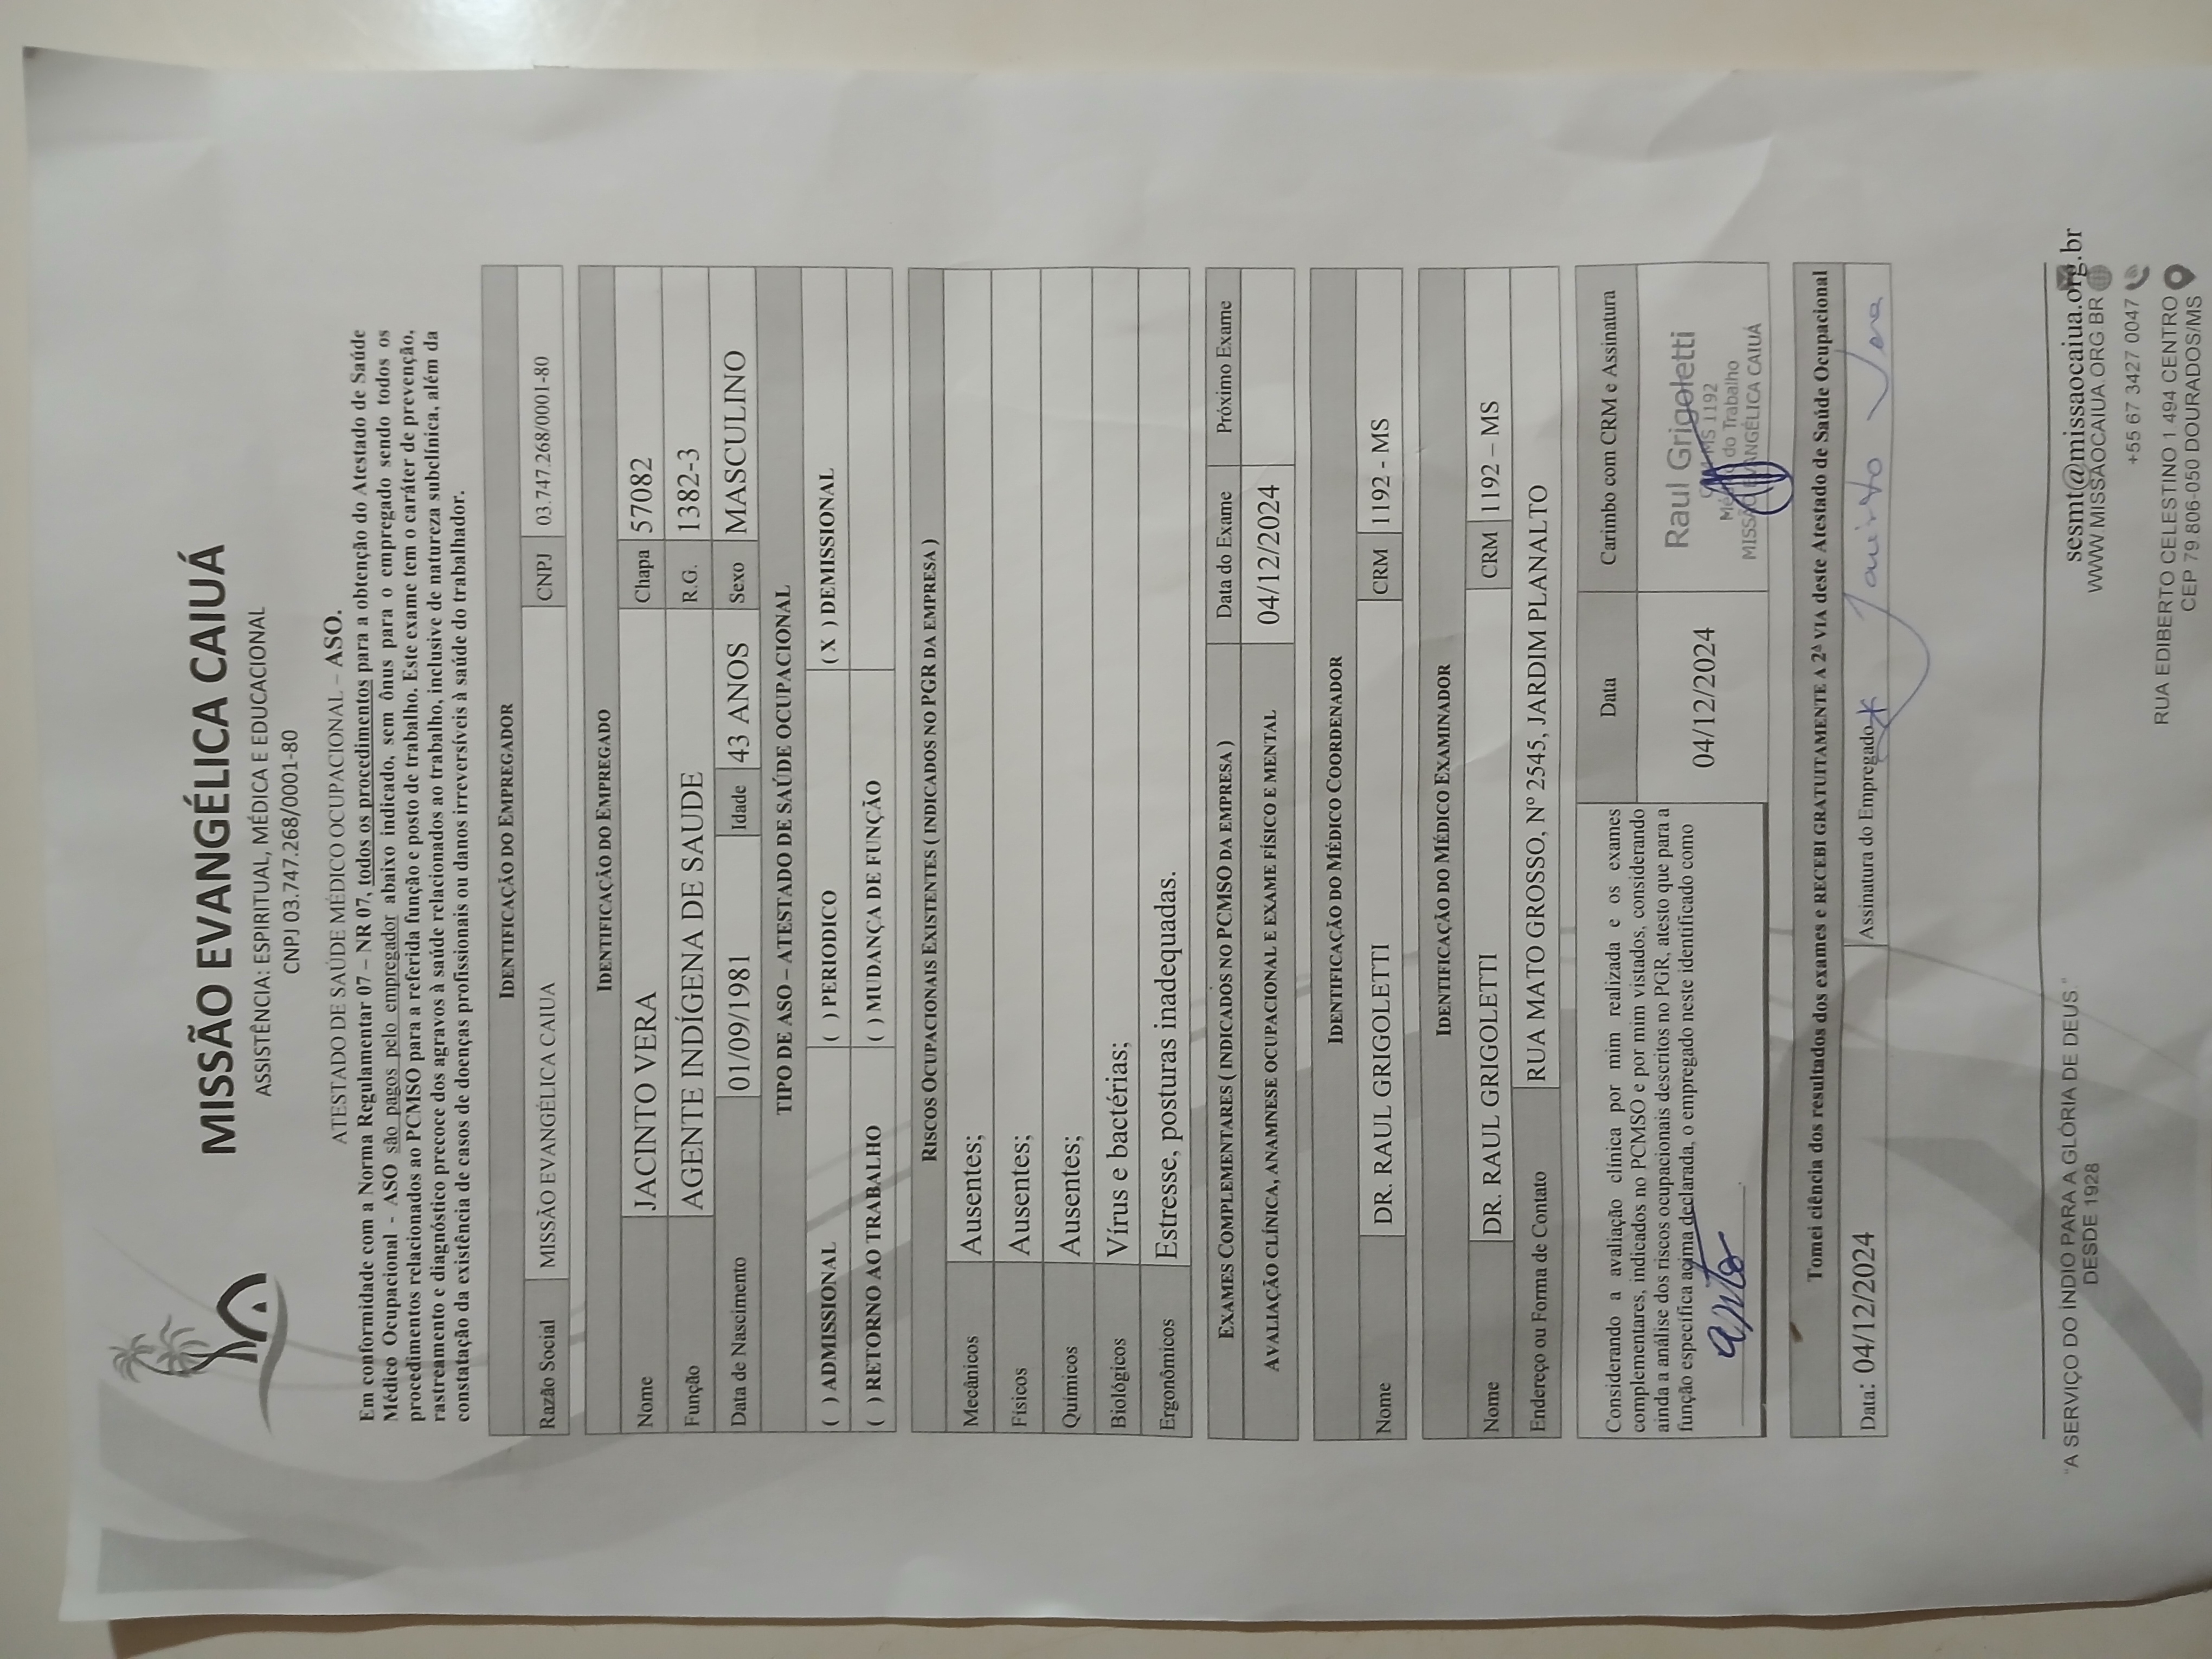 MISSÃO EVANGÉLICA CAIUÁ
ASSISTÊNCIA: ESPIRITUAL, MÉDICA E EDUCACIONAL
CNPJ 03.747.268/0001-80
ATESTADO DE SAÚDE MÉDICO OCUPACIONAL – ASO.
Em conformidade com a Norma Regulamentar 07 – NR 07, todos os procedimentos para a obtenção do Atestado de Saúde
Médico Ocupacional - ASO são pagos pelo empregador abaixo indicado, sem ônus para o empregado sendo todos os
procedimentos relacionados ao PCMSO para a referida função e posto de trabalho. Este exame tem o caráter de prevenção,
rastreamento e diagnóstico precoce dos agravos à saúde relacionados ao trabalho, inclusive de natureza subclínica, além da
constatação da existência de casos de doenças profissionais ou danos irreversíveis à saúde do trabalhador.
IDENTIFICAÇÃO DO EMPREGADOR
Razão Social MISSÃO EVANGÉLICA CAIUA CNPJ 03.747.268/0001-80
IDENTIFICAÇÃO DO EMPREGADO
Nome JACINTO VERA Chapa 57082
Função AGENTE INDÍGENA DE SAUDE R.G. 1382-3
Data de Nascimento 01/09/1981 Idade 43 ANOS Sexo MASCULINO
TIPO DE ASO – ATESTADO DE SAÚDE OCUPACIONAL
( ) ADMISSIONAL ( ) PERIODICO ( X ) DEMISSIONAL
( ) RETORNO AO TRABALHO ( ) MUDANÇA DE FUNÇÃO
RISCOS OCUPACIONAIS EXISTENTES ( INDICADOS NO PGR DA EMPRESA )
Mecânicos Ausentes;
Físicos Ausentes;
Químicos Ausentes;
Biológicos Vírus e bactérias;
Ergonômicos Estresse, posturas inadequadas.
EXAMES COMPLEMENTARES ( INDICADOS NO PCMSO DA EMPRESA ) Data do Exame Próximo Exame
AVALIAÇÃO CLÍNICA, ANAMNESE OCUPACIONAL E EXAME FÍSICO E MENTAL 04/12/2024
IDENTIFICAÇÃO DO MÉDICO COORDENADOR
Nome DR. RAUL GRIGOLETTI CRM 1192 - MS
IDENTIFICAÇÃO DO MÉDICO EXAMINADOR
Nome DR. RAUL GRIGOLETTI CRM 1192 – MS
Endereço ou Forma de Contato RUA MATO GROSSO, Nº 2545, JARDIM PLANALTO
Considerando a avaliação clínica por mim realizada e os exames
complementares, indicados no PCMSO e por mim vistados, considerando
ainda a análise dos riscos ocupacionais descritos no PGR, atesto que para a
função específica acima declarada, o empregado neste identificado como
apto
Data
04/12/2024
Carimbo com CRM e Assinatura
Raul Grigoletti
CRM-MS 1192
Médico do Trabalho
MISSÃO EVANGÉLICA CAIUÁ
Tomei ciência dos resultados dos exames e RECEBI GRATUITAMENTE A 2ª VIA deste Atestado de Saúde Ocupacional
Data: 04/12/2024 Assinatura do Empregado Jacinto Vera
"A SERVIÇO DO ÍNDIO PARA A GLÓRIA DE DEUS."
DESDE 1928
sesmt@missaocaiua.org.br
WWW.MISSAOCAIUA.ORG.BR
+55 67 3427 0047
RUA EDIBERTO CELESTINO 1.494 CENTRO
CEP 79.806-050 DOURADOS/MS